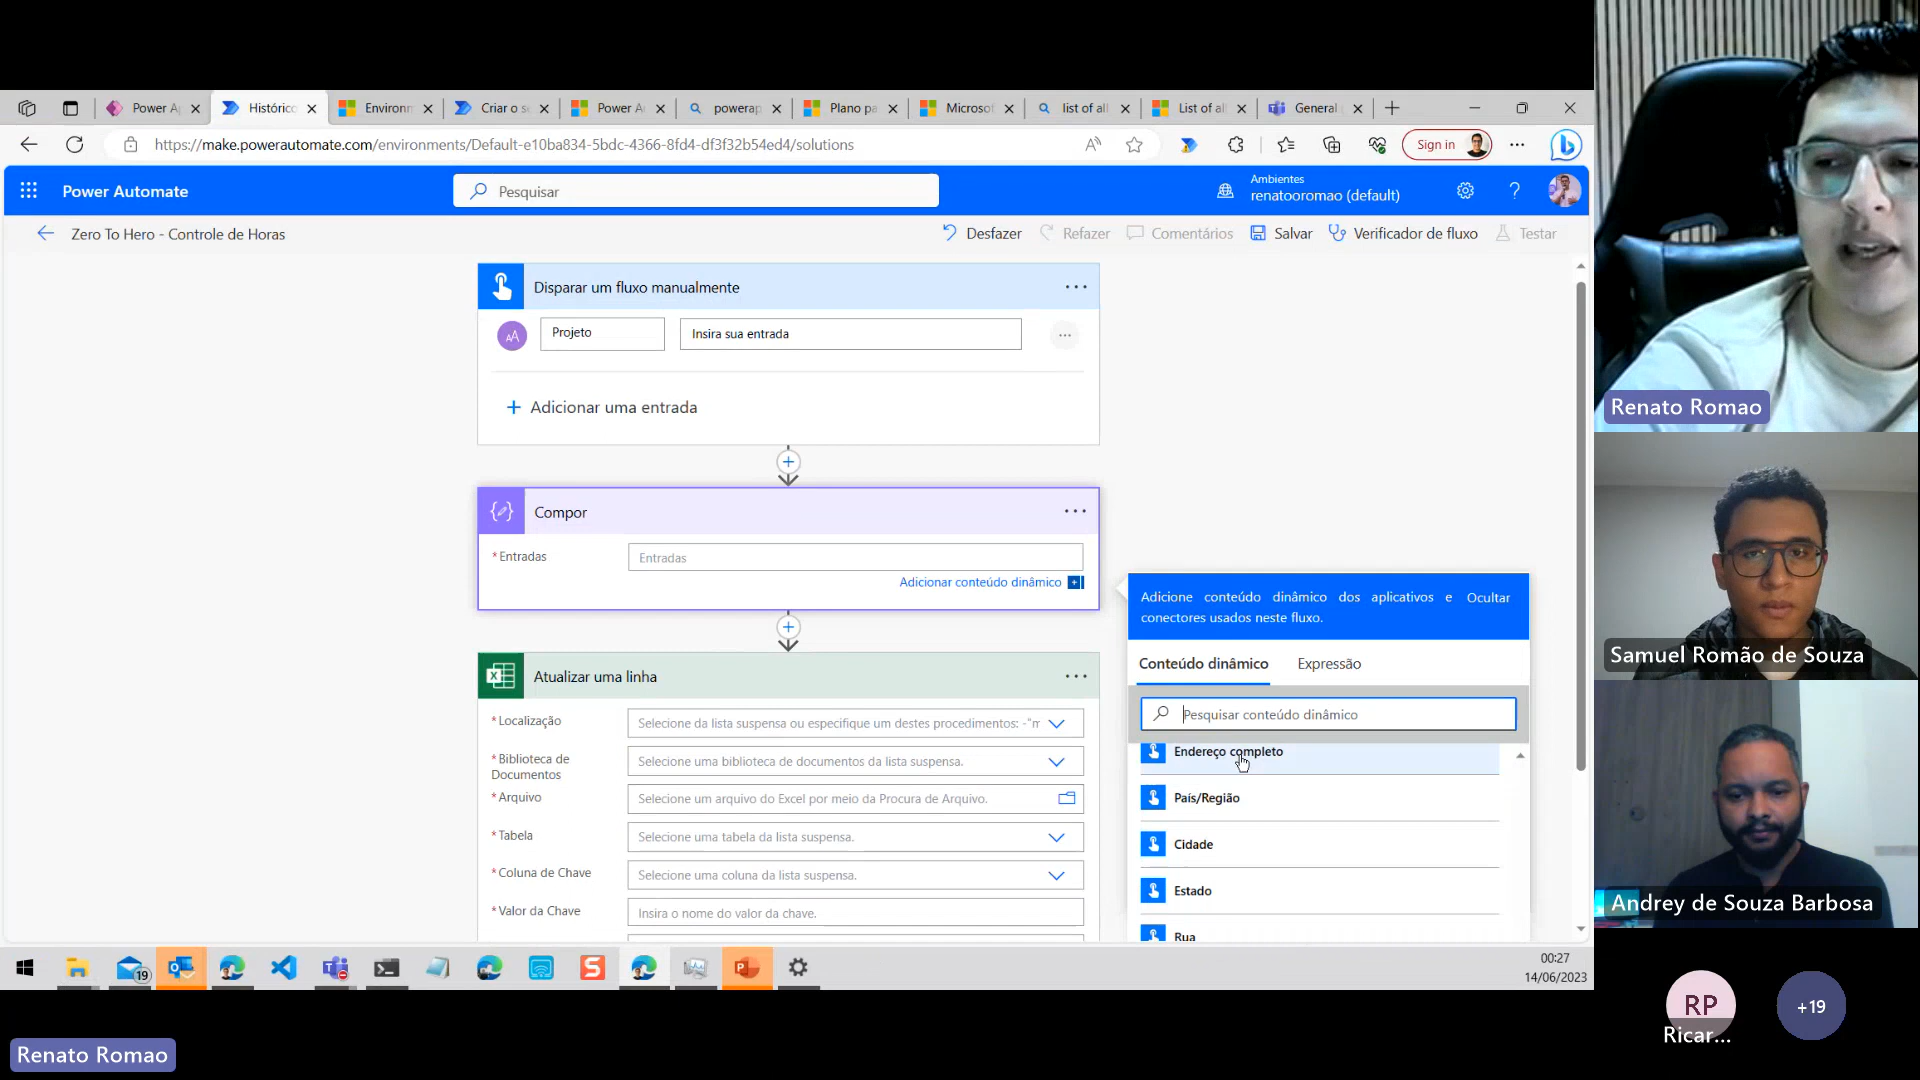 Power A
Histórico
Environm
Criar o s
Power A
powerap
Plano pa
Microsof
list of all
List of all
General
https://make.powerautomate.com/environments/Default-e10ba834-5bdc-4366-8fd4-df3f32b54ed4/solutions
Sign in
Power Automate
Pesquisar
Ambientes
renatooromao (default)
Zero To Hero - Controle de Horas
Desfazer
Refazer
Comentários
Salvar
Verificador de fluxo
Testar
Disparar um fluxo manualmente
Projeto
Insira sua entrada
Adicionar uma entrada
Compor
*Entradas
Entradas
Adicionar conteúdo dinâmico
Atualizar uma linha
*Localização
Selecione da lista suspensa ou especifique um destes procedimentos: -"m
*Biblioteca de
Documentos
Selecione uma biblioteca de documentos da lista suspensa.
*Arquivo
Selecione um arquivo do Excel por meio da Procura de Arquivo.
*Tabela
Selecione uma tabela da lista suspensa.
*Coluna de Chave
Selecione uma coluna da lista suspensa.
*Valor da Chave
Insira o nome do valor da chave.
Adicione conteúdo dinâmico dos aplicativos e
conectores usados neste fluxo.
Ocultar
Conteúdo dinâmico
Expressão
Pesquisar conteúdo dinâmico
Endereço completo
País/Região
Cidade
Estado
Rua
19
00:27
14/06/2023
Renato Romao
Samuel Romão de Souza
Andrey de Souza Barbosa
RP
Ricar...
+19
Renato Romao